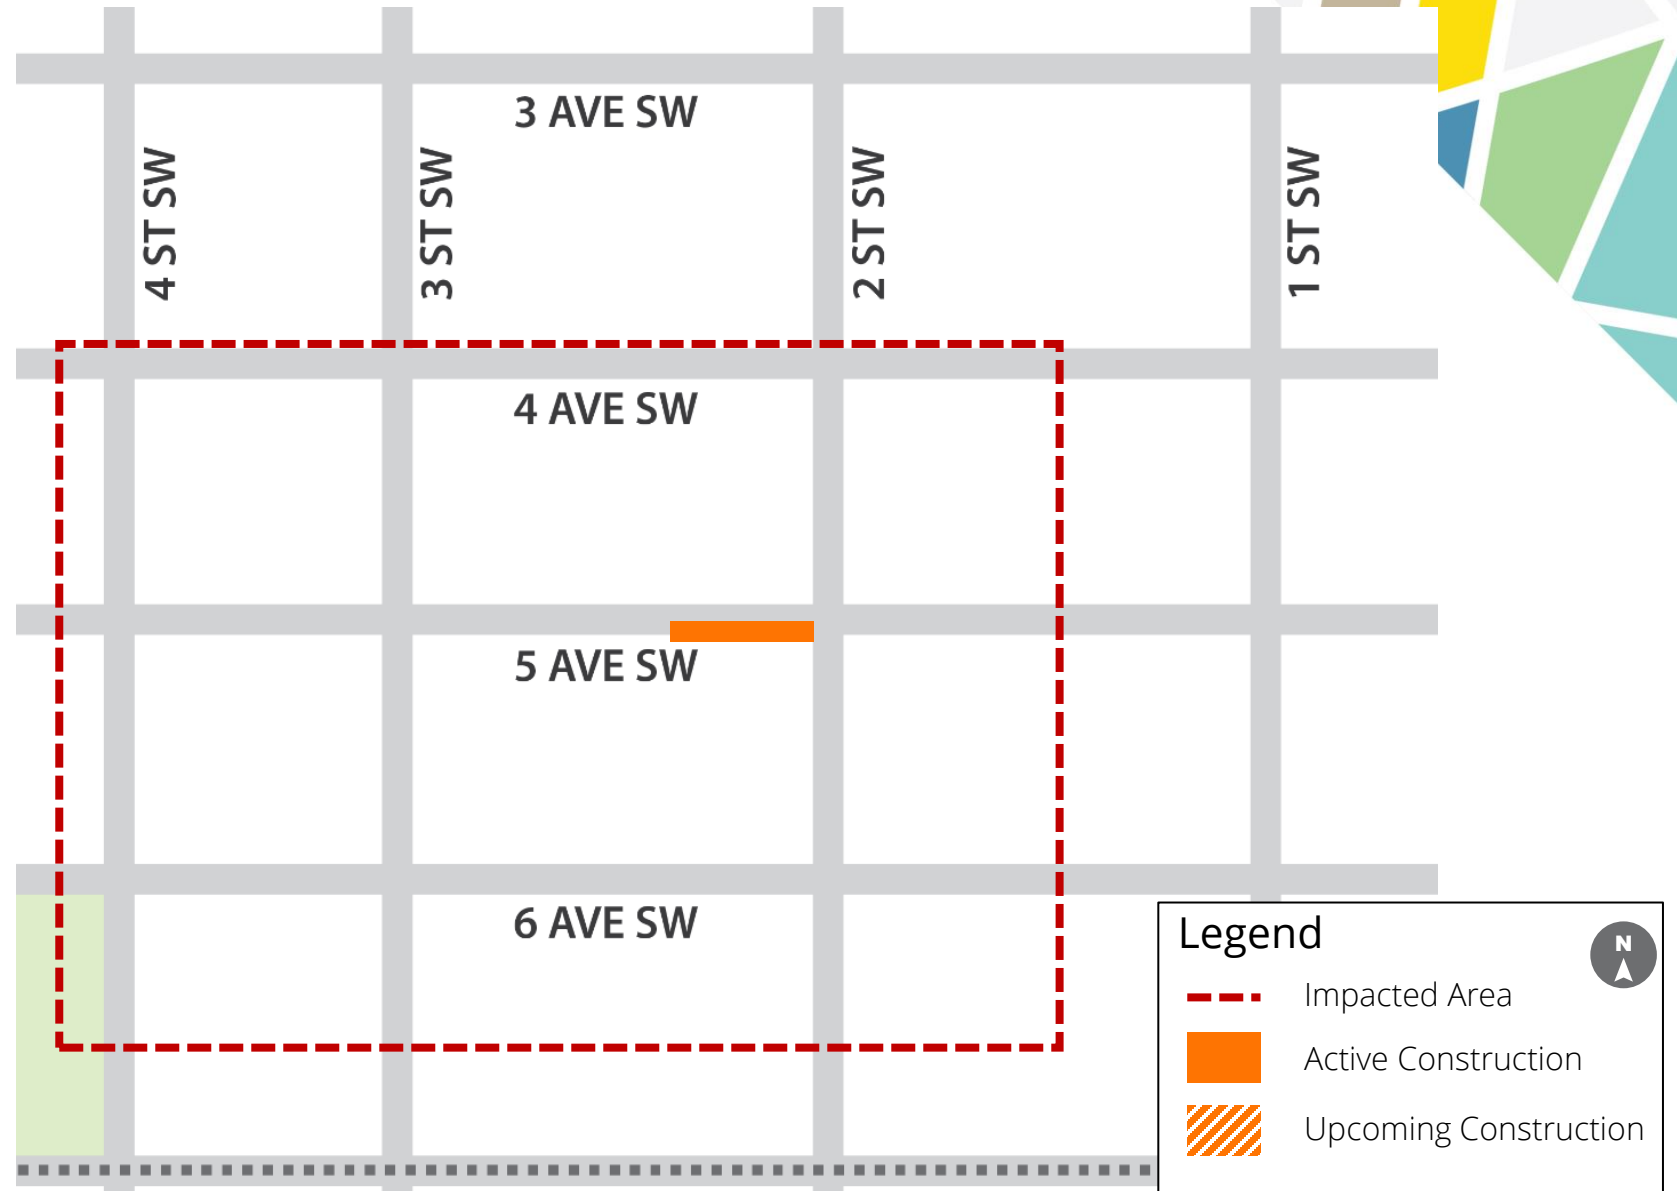 3 AVE SW
4 ST SW
3 ST SW
2 ST SW
1 ST SW
4 AVE SW
5 AVE SW
6 AVE SW
Legend
N
Impacted Area
Active Construction
Upcoming Construction